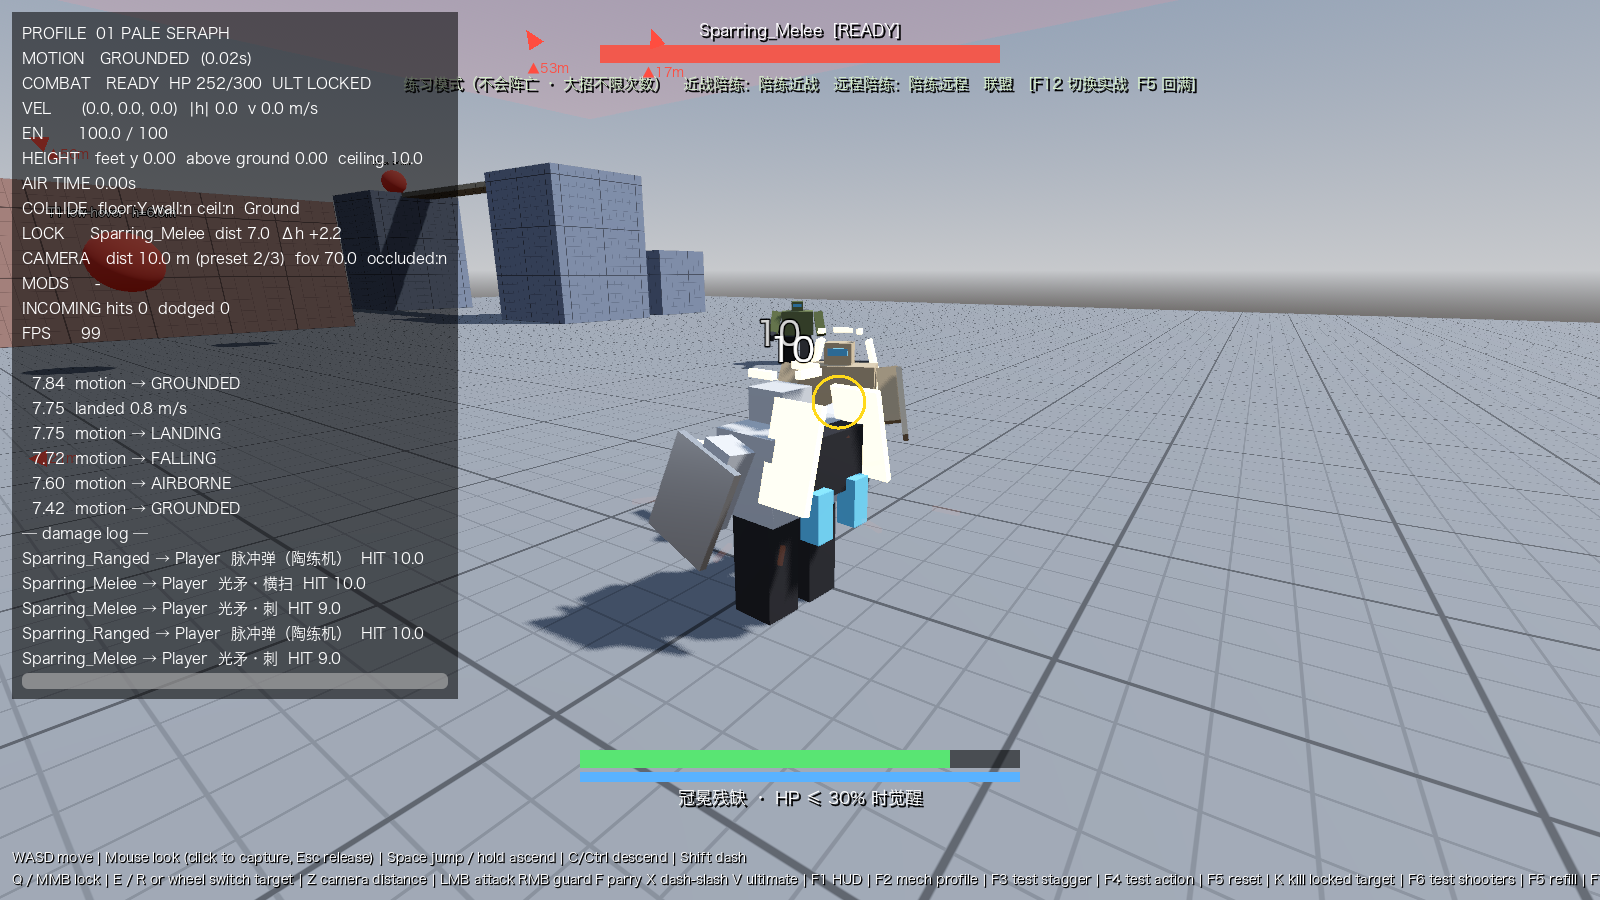 PROFILE  01 PALE SERAPH
MOTION   GROUNDED  (0.02s)
COMBAT   READY  HP 252/300  ULT LOCKED
VEL      (0.0, 0.0, 0.0)  |h| 0.0  v 0.0 m/s
EN       100.0 / 100
HEIGHT   feet y 0.00  above ground 0.00  ceiling 10.0
AIR TIME 0.00s
COLLIDE  floor:Y wall:n ceil:n  Ground
LOCK     Sparring_Melee  dist 7.0  Δh +2.2
CAMERA   dist 10.0 m (preset 2/3)  fov 70.0  occluded:n
MODS     -
INCOMING hits 0  dodged 0
FPS      99
7.84  motion → GROUNDED
7.75  landed 0.8 m/s
7.75  motion → LANDING
7.72  motion → FALLING
7.60  motion → AIRBORNE
7.42  motion → GROUNDED
— damage log —
Sparring_Ranged → Player  脉冲弹（陶练机）  HIT 10.0
Sparring_Melee → Player  光矛・横扫  HIT 10.0
Sparring_Melee → Player  光矛・刺  HIT 9.0
Sparring_Ranged → Player  脉冲弹（陶练机）  HIT 10.0
Sparring_Melee → Player  光矛・刺  HIT 9.0
Sparring_Melee  [READY]
▲53m
▲17m
练习模式（不会阵亡 · 大招不限次数）  近战陪练：陪练近战  远程陪练：陪练远程  联盟  [F12 切换实战  F5 回满]
10
10
冠冕残缺 · HP ≤ 30% 时觉醒
WASD move | Mouse look (click to capture, Esc release) | Space jump / hold ascend | C/Ctrl descend | Shift dash
Q / MMB lock | E / R or wheel switch target | Z camera distance | LMB attack RMB guard F parry X dash-slash V ultimate | F1 HUD | F2 mech profile | F3 test stagger | F4 test action | F5 reset | K kill locked target | F6 test shooters | F5 refill |